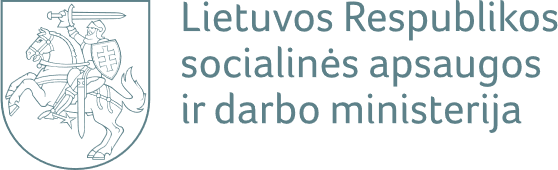 Lietuvos Respublikos
socialinės apsaugos
ir darbo ministerija